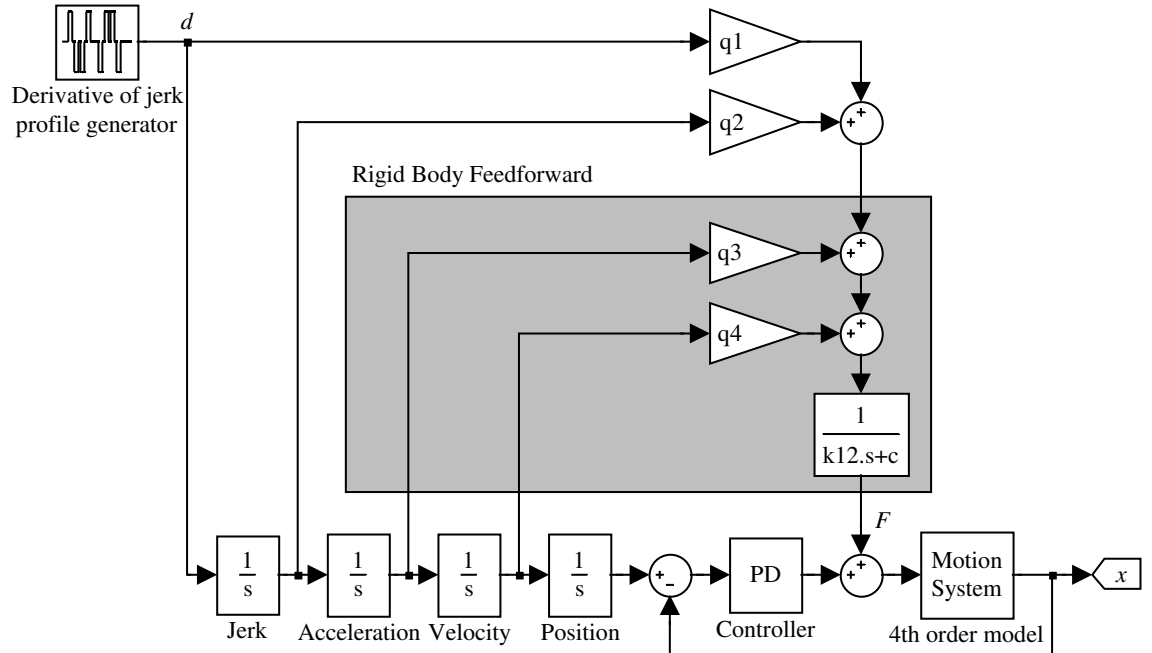 d
Derivative of jerk
profile generator
q1
+
+
q2
Rigid Body Feedforward
q3
+
+
q4
+
+
1
k12.s+c
F
1
s
Jerk
1
s
Acceleration
1
s
Velocity
1
s
Position
+
−
PD
Controller
+
+
Motion
System
4th order model
x